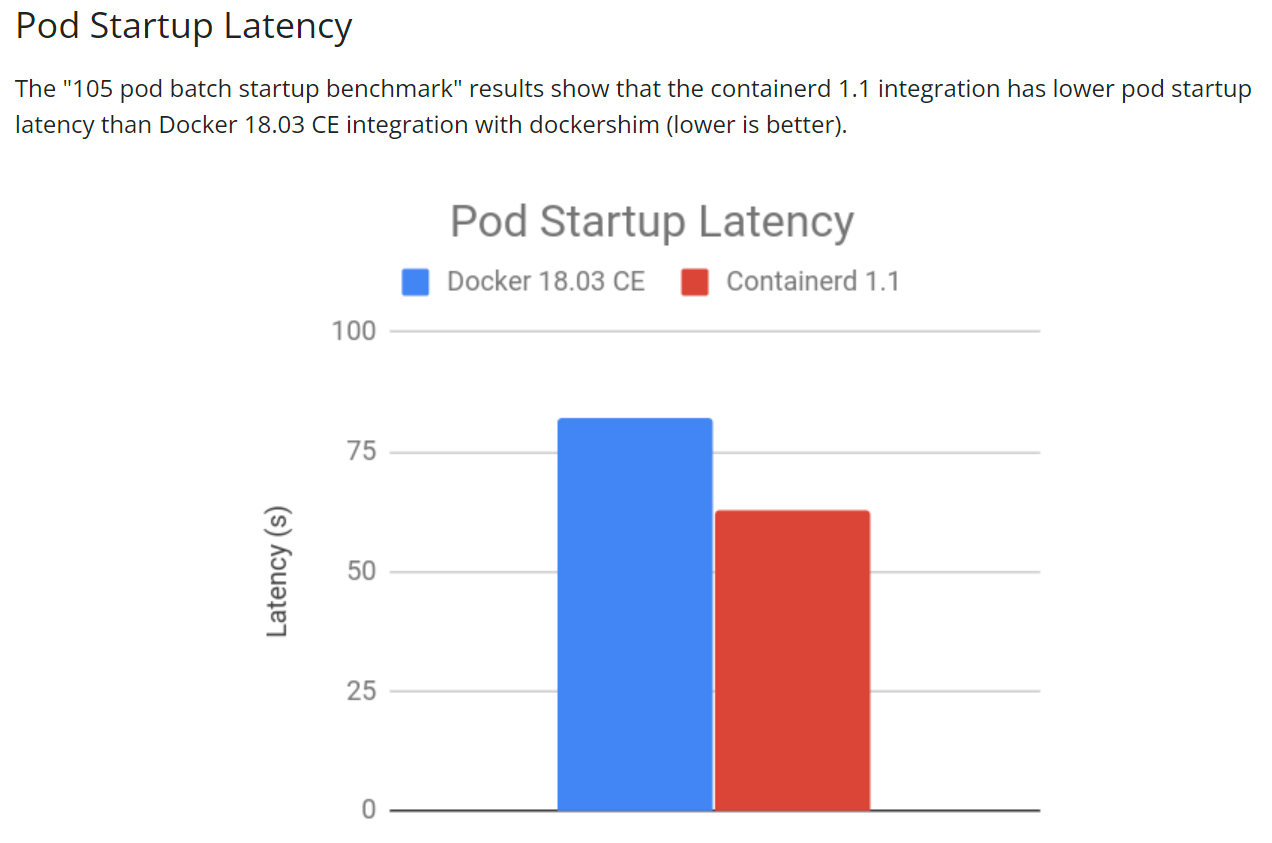 Pod Startup Latency
The "105 pod batch startup benchmark" results show that the containerd 1.1 integration has lower pod startup
latency than Docker 18.03 CE integration with dockershim (lower is better).
Pod Startup Latency
Docker 18.03 CE Containerd 1.1
100
75
50
25
0
Latency (s)